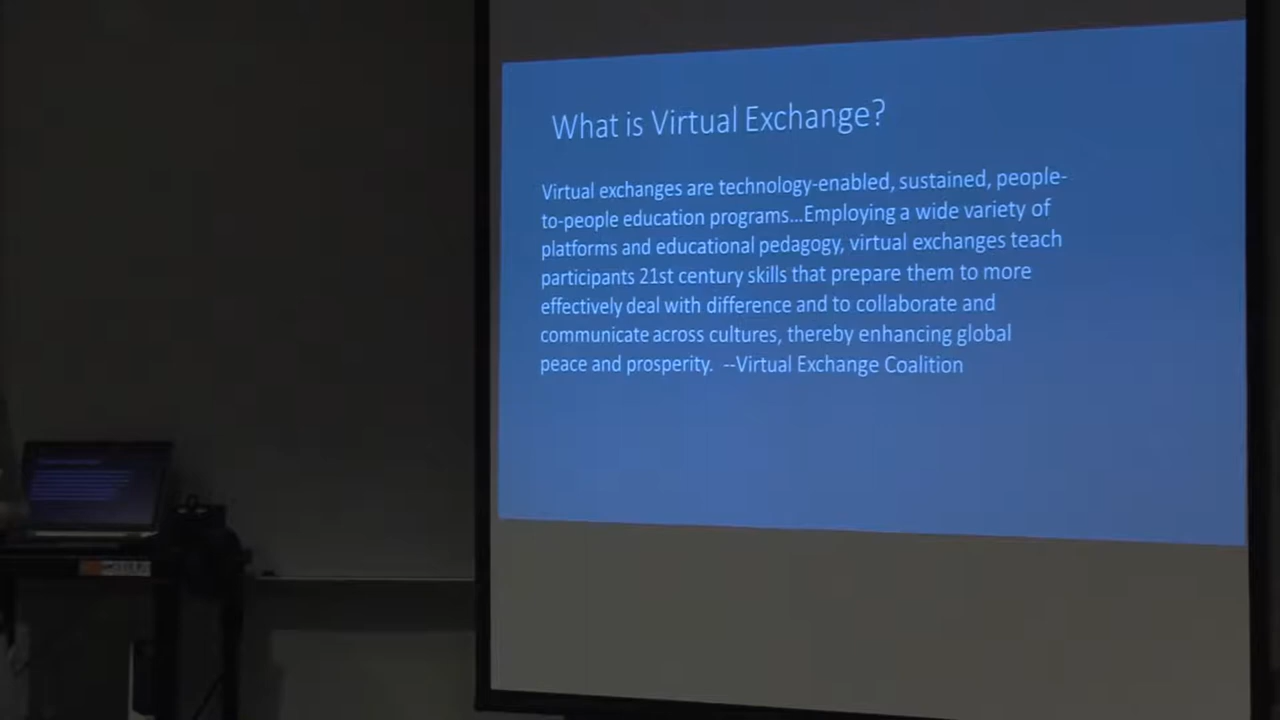 What is Virtual Exchange?
Virtual exchanges are technology-enabled, sustained, people-
to-people education programs...Employing a wide variety of
platforms and educational pedagogy, virtual exchanges teach
participants 21st century skills that prepare them to more
effectively deal with difference and to collaborate and
communicate across cultures, thereby enhancing global
peace and prosperity.  --Virtual Exchange Coalition